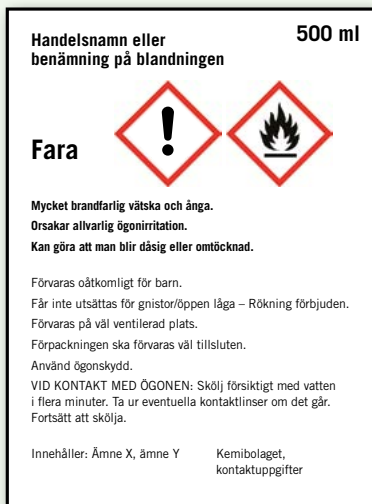 Handelsnamn eller
benämning på blandningen
500 ml
Fara
Mycket brandfarlig vätska och ånga.
Orsakar allvarlig ögonirritation.
Kan göra att man blir dåsig eller omtöcknad.
Förvaras oåtkomligt för barn.
Får inte utsättas för gnistor/öppen låga – Rökning förbjuden.
Förvaras på väl ventilerad plats.
Förpackningen ska förvaras väl tillsluten.
Använd ögonskydd.
VID KONTAKT MED ÖGONEN: Skölj försiktigt med vatten
i flera minuter. Ta ur eventuella kontaktlinser om det går.
Fortsätt att skölja.
Innehåller: Ämne X, ämne Y
Kemibolaget,
kontaktuppgifter